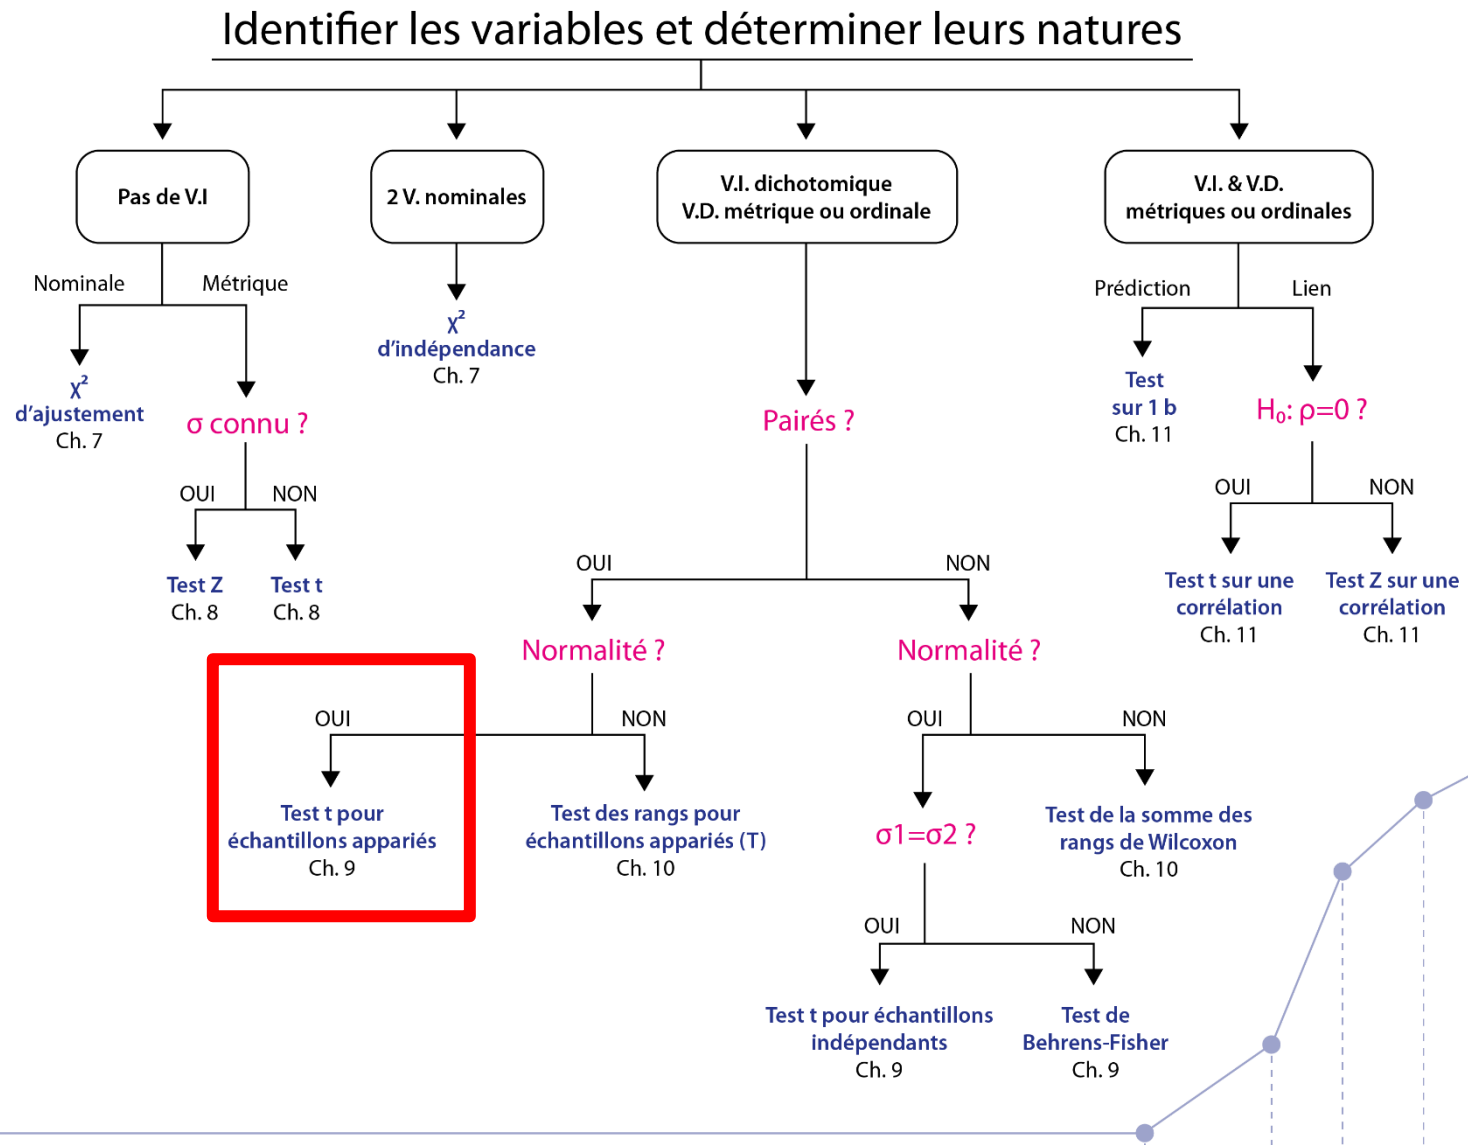 Identifier les variables et déterminer leurs natures
Pas de V.I
2 V. nominales
V.I. dichotomique
V.D. métrique ou ordinale
V.I. & V.D.
métriques ou ordinales
Nominale
Métrique
χ²
d'ajustement
Ch. 7
σ connu ?
OUI
NON
Test Z
Ch. 8
Test t
Ch. 8
χ²
d'indépendance
Ch. 7
Pairés ?
OUI
NON
Normalité ?
OUI
NON
Test t pour
échantillons appariés
Ch. 9
Test des rangs pour
échantillons appariés (T)
Ch. 10
Normalité ?
OUI
NON
σ1=σ2 ?
Test de la somme des
rangs de Wilcoxon
Ch. 10
OUI
NON
Test t pour échantillons
indépendants
Ch. 9
Test de
Behrens-Fisher
Ch. 9
Prédiction
Lien
Test
sur 1 b
Ch. 11
H₀: ρ=0 ?
OUI
NON
Test t sur une
corrélation
Ch. 11
Test Z sur une
corrélation
Ch. 11